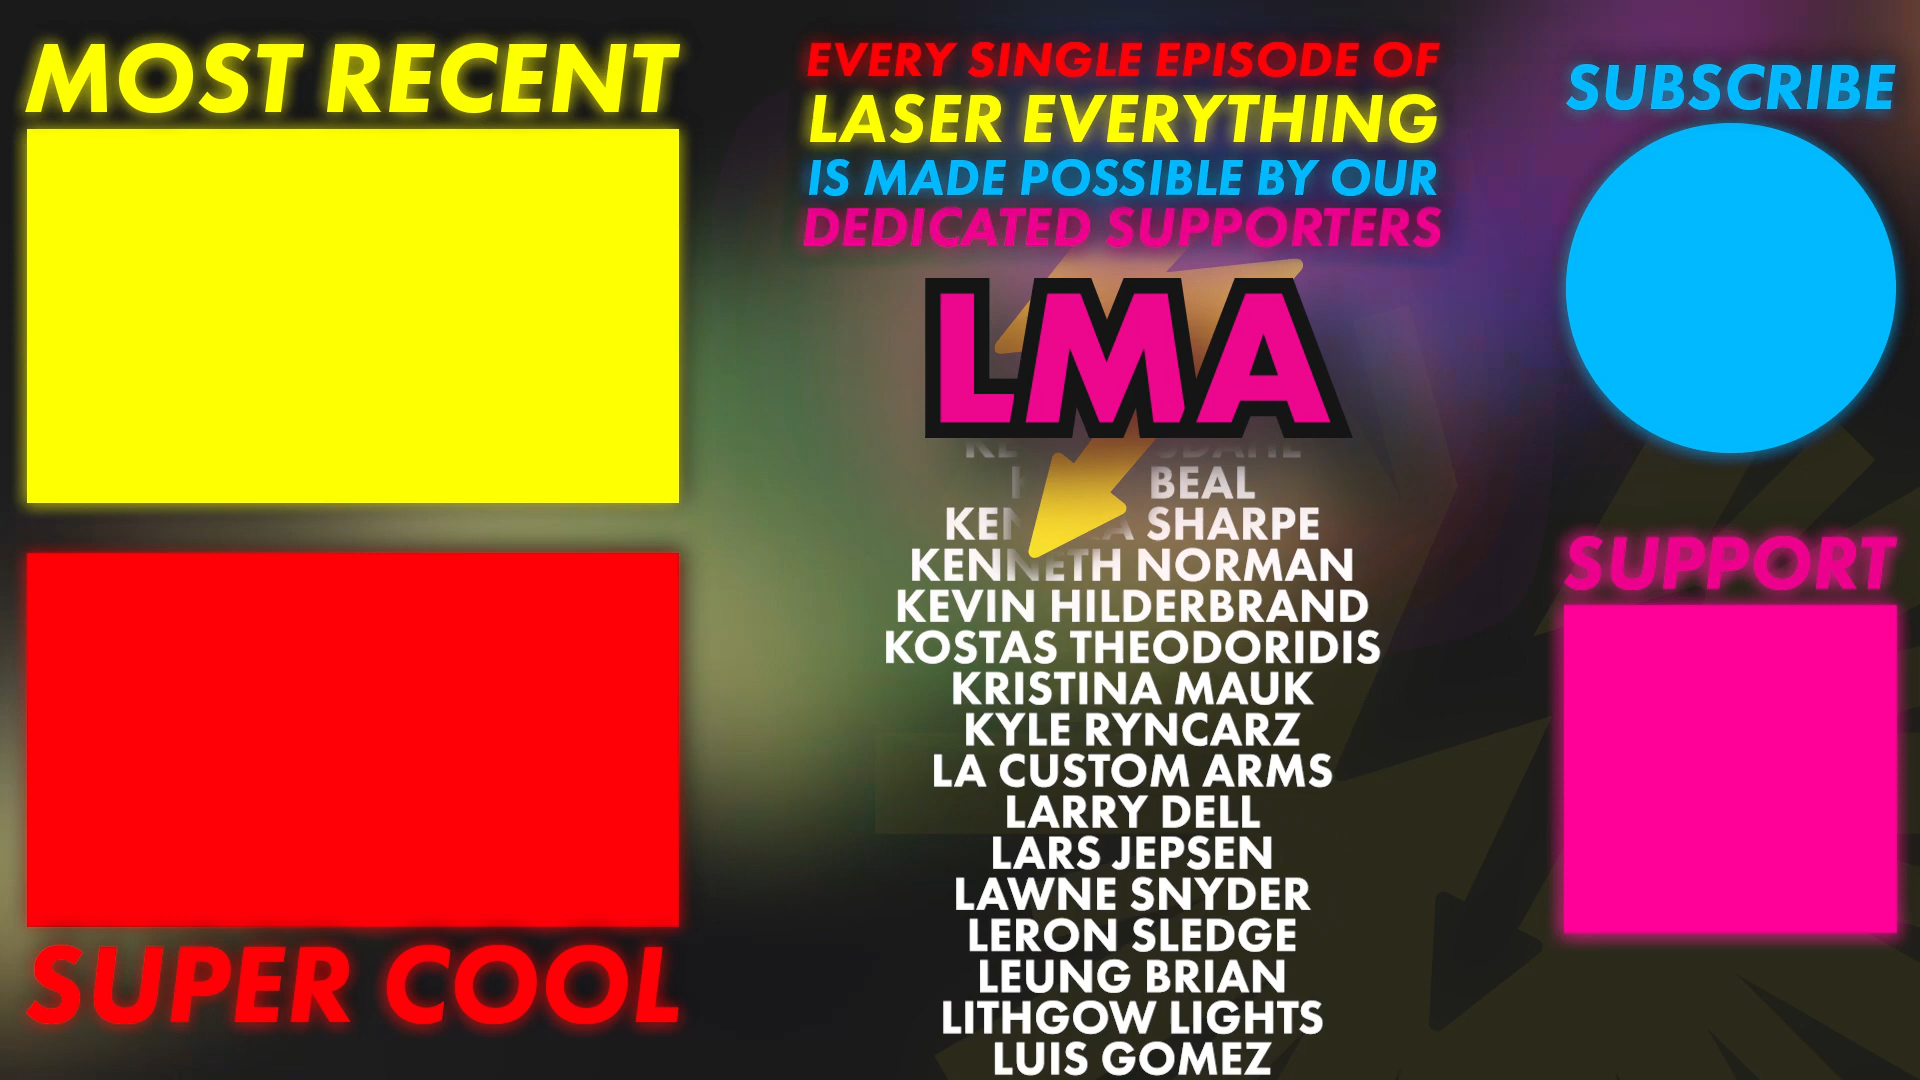 MOST RECENT
SUPER COOL
EVERY SINGLE EPISODE OF
LASER EVERYTHING
IS MADE POSSIBLE BY OUR
DEDICATED SUPPORTERS
LMA
BEAL
SHARPE
KENNETH NORMAN
KEVIN HILDERBRAND
KOSTAS THEODORIDIS
KRISTINA MAUK
KYLE RYNCARZ
LA CUSTOM ARMS
LARRY DELL
LARS JEPSEN
LAWNE SNYDER
LERON SLEDGE
LEUNG BRIAN
LITHGOW LIGHTS
LUIS GOMEZ
SUBSCRIBE
SUPPORT